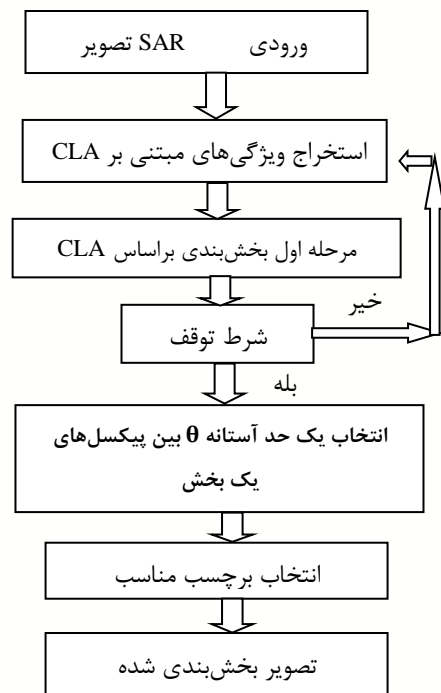 تصویر SAR ورودی
استخراج ویژگی‌های مبتنی بر CLA
مرحله اول بخش‌بندی براساس CLA
شرط توقف
خیر
بله
انتخاب یک حد آستانه θ بین پیکسل‌های
یک بخش
انتخاب برچسب مناسب
تصویر بخش‌بندی شده